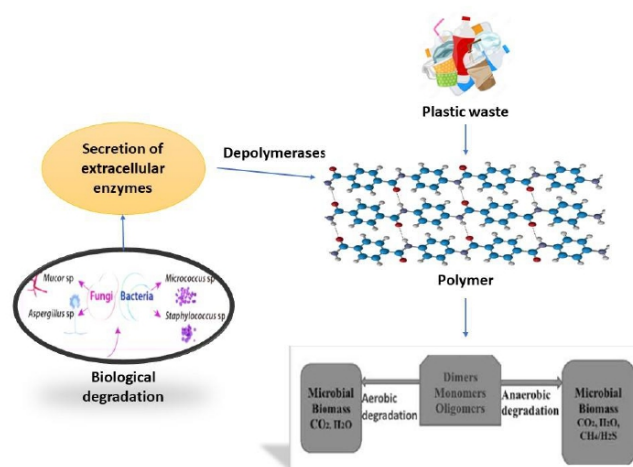 Plastic waste
Secretion of
extracellular
enzymes
Depolymerases
Polymer
Macor sp
Fungi
Bacteria
Micrococcus sp
Aspergilus sp
Staphylococcus sp
Biological
degradation
Microbial
Biomass
CO₂, H₂O
Aerobic
degradation
Dimers
Monomers
Oligomers
Anaerobic
degradation
Microbial
Biomass
CO₂, H₂O,
CH₄/H₂S